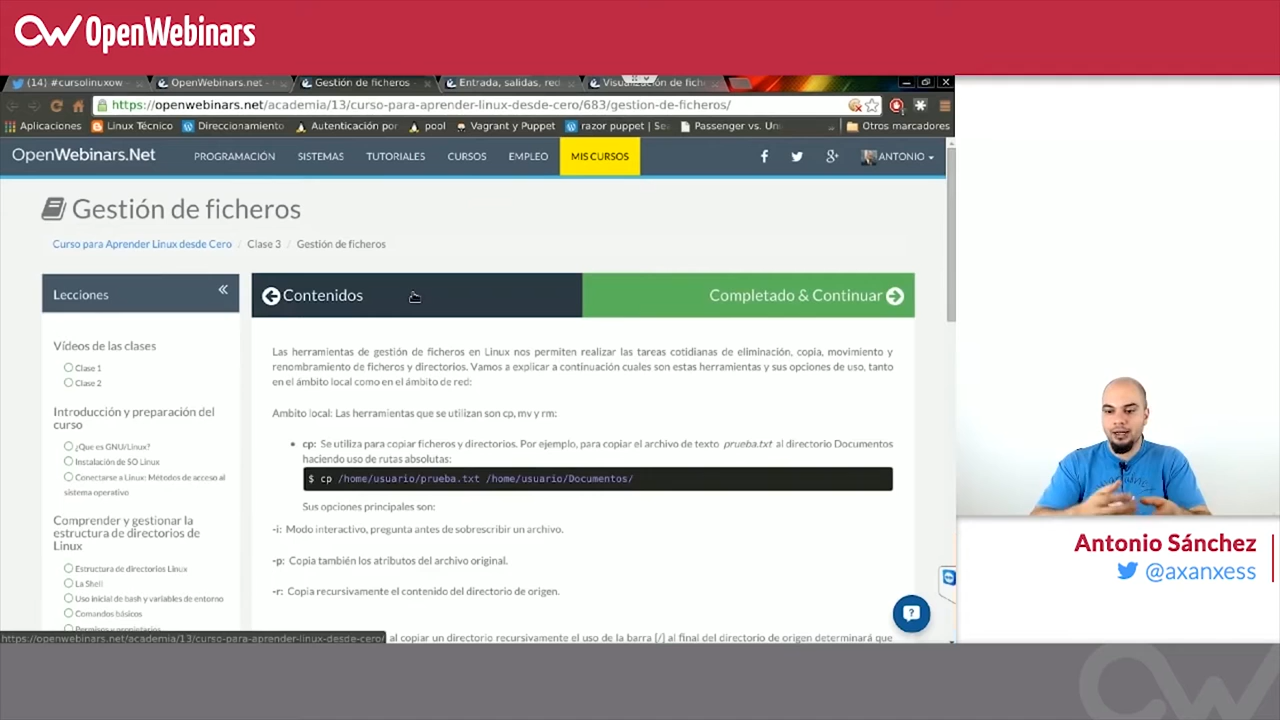 OpenWebinars
(14) #cursolinuxow
OpenWebinars.net -
Gestión de ficheros
Entrada, salidas, red
Visualización de fich
https://openwebinars.net/academia/13/curso-para-aprender-linux-desde-cero/683/gestion-de-ficheros/
Aplicaciones
Linux Técnico
Direccionamiento
Autenticación por
pool
Vagrant y Puppet
razor puppet | Se
Passenger vs. Un
Otros marcadores
OpenWebinars.Net
PROGRAMACIÓN
SISTEMAS
TUTORIALES
CURSOS
EMPLEO
MIS CURSOS
ANTONIO
Gestión de ficheros
Curso para Aprender Linux desde Cero / Clase 3 / Gestión de ficheros
Lecciones
Contenidos
Completado & Continuar
Vídeos de las clases
Clase 1
Clase 2
Introducción y preparación del
curso
¿Que es GNU/Linux?
Instalación de SO Linux
Conectarse a Linux: Métodos de acceso al
sistema operativo
Comprender y gestionar la
estructura de directorios de
Linux
Estructura de directorios Linux
La Shell
Uso inicial de bash y variables de entorno
Comandos básicos
Permisos y propietarios
Las herramientas de gestión de ficheros en Linux nos permiten realizar las tareas cotidianas de eliminación, copia, movimiento y
renombramiento de ficheros y directorios. Vamos a explicar a continuación cuales son estas herramientas y sus opciones de uso, tanto
en el ámbito local como en el ámbito de red:
Ambito local: Las herramientas que se utilizan son cp, mv y rm:
• cp: Se utiliza para copiar ficheros y directorios. Por ejemplo, para copiar el archivo de texto prueba.txt al directorio Documentos
haciendo uso de rutas absolutas:
$ cp /home/usuario/prueba.txt /home/usuario/Documentos/
Sus opciones principales son:
-i: Modo interactivo, pregunta antes de sobrescribir un archivo.
-p: Copia también los atributos del archivo original.
-r: Copia recursivamente el contenido del directorio de origen.
al copiar un directorio recursivamente el uso de la barra [/] al final del directorio de origen determinará que
https://openwebinars.net/academia/13/curso-para-aprender-linux-desde-cero/
Antonio Sánchez
@axanxess